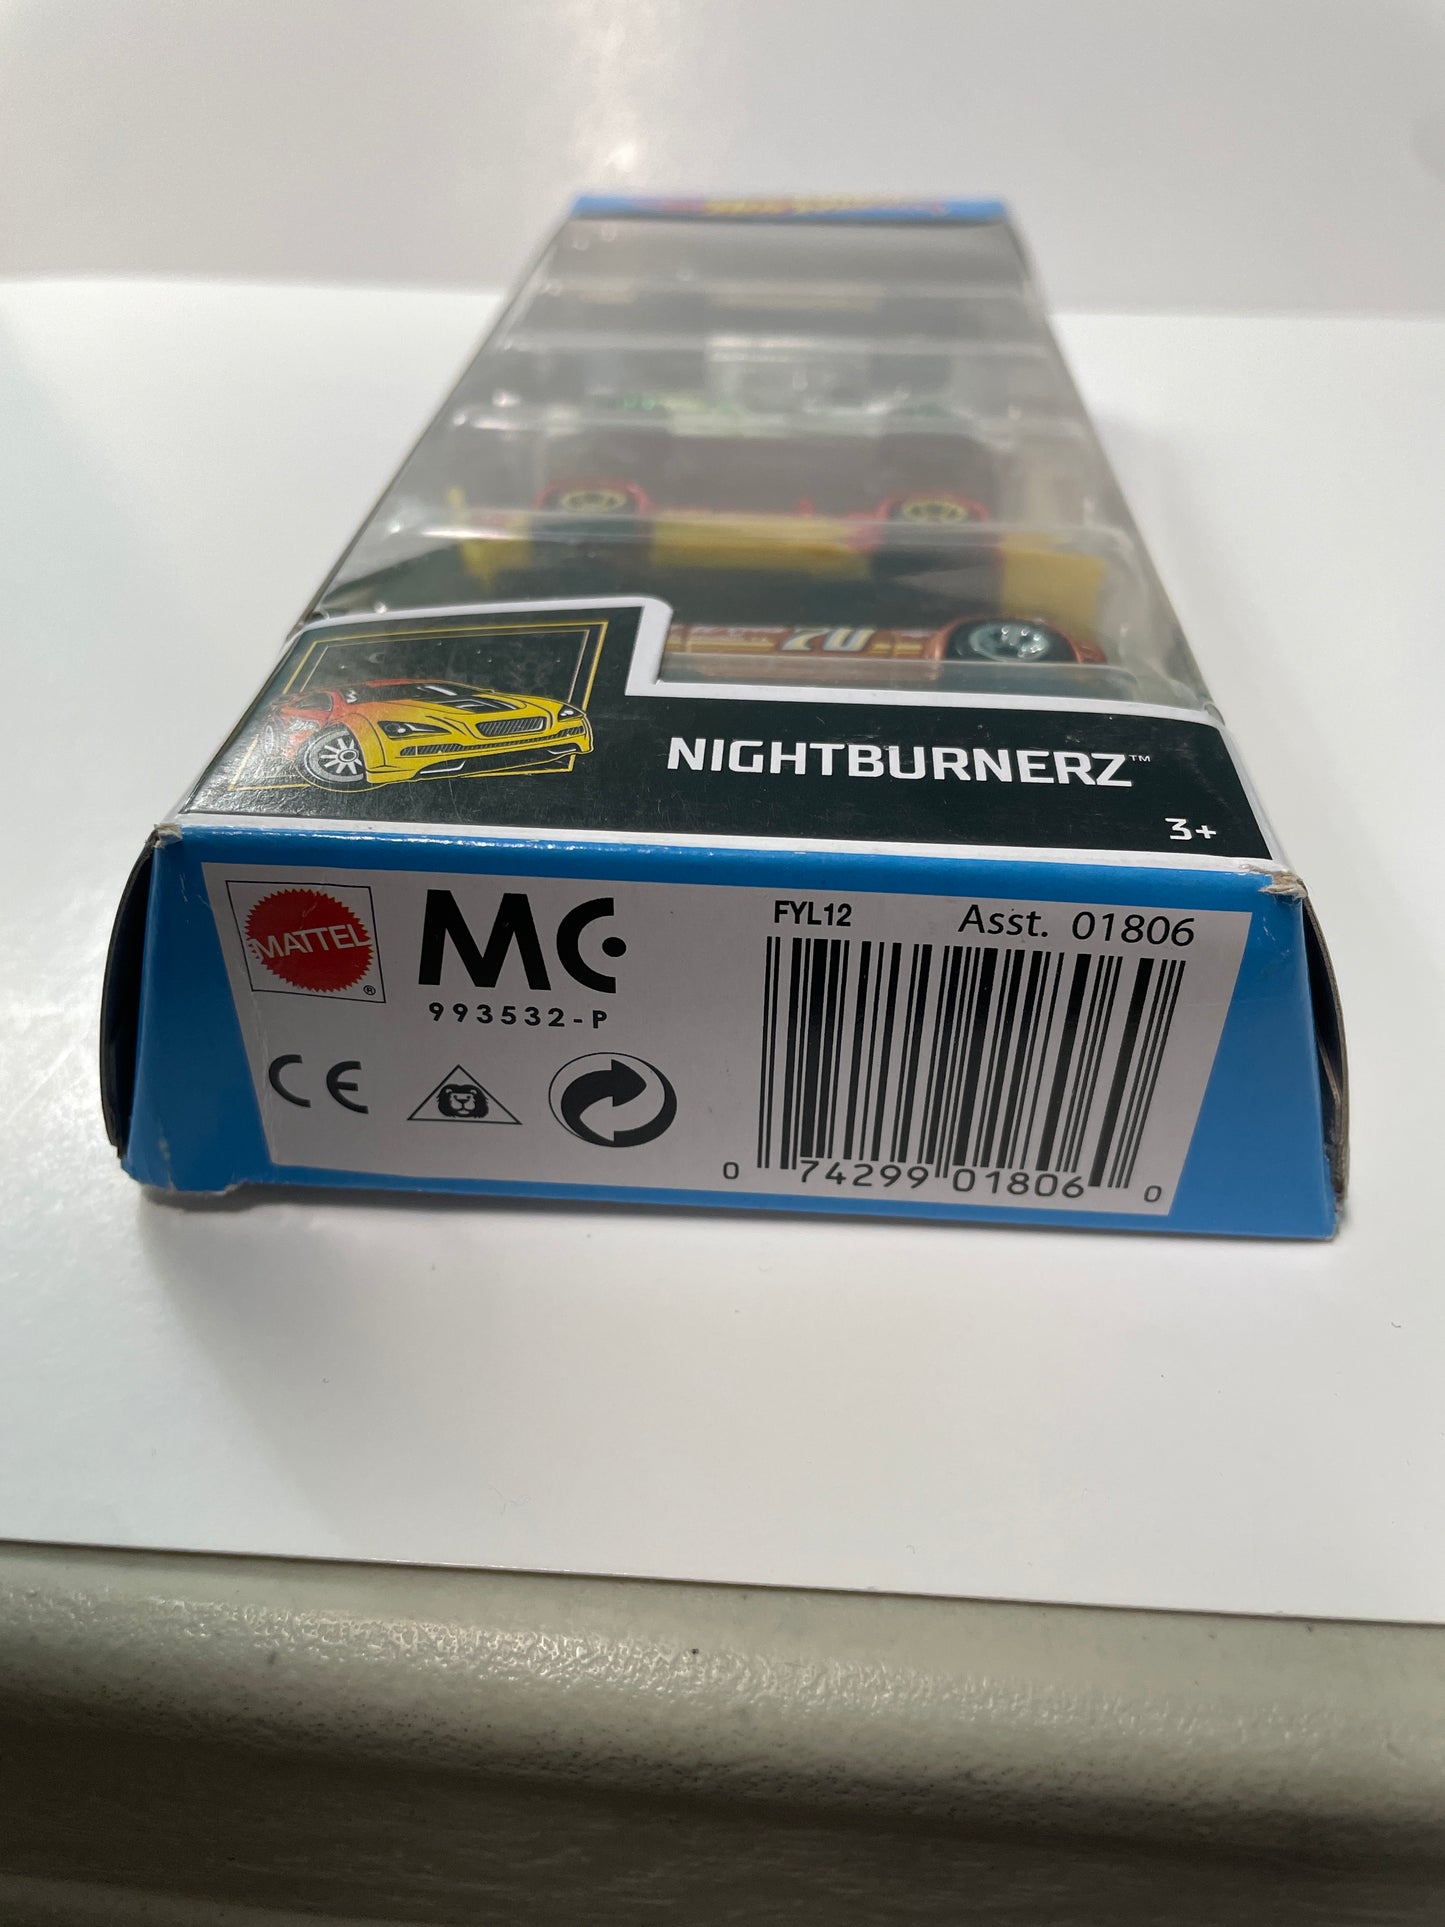 70
NIGHTBURNERZ™
3+
MATTEL
®
MC
993532-P
CE
FYL12
Asst. 01806
0 74299 01806 0